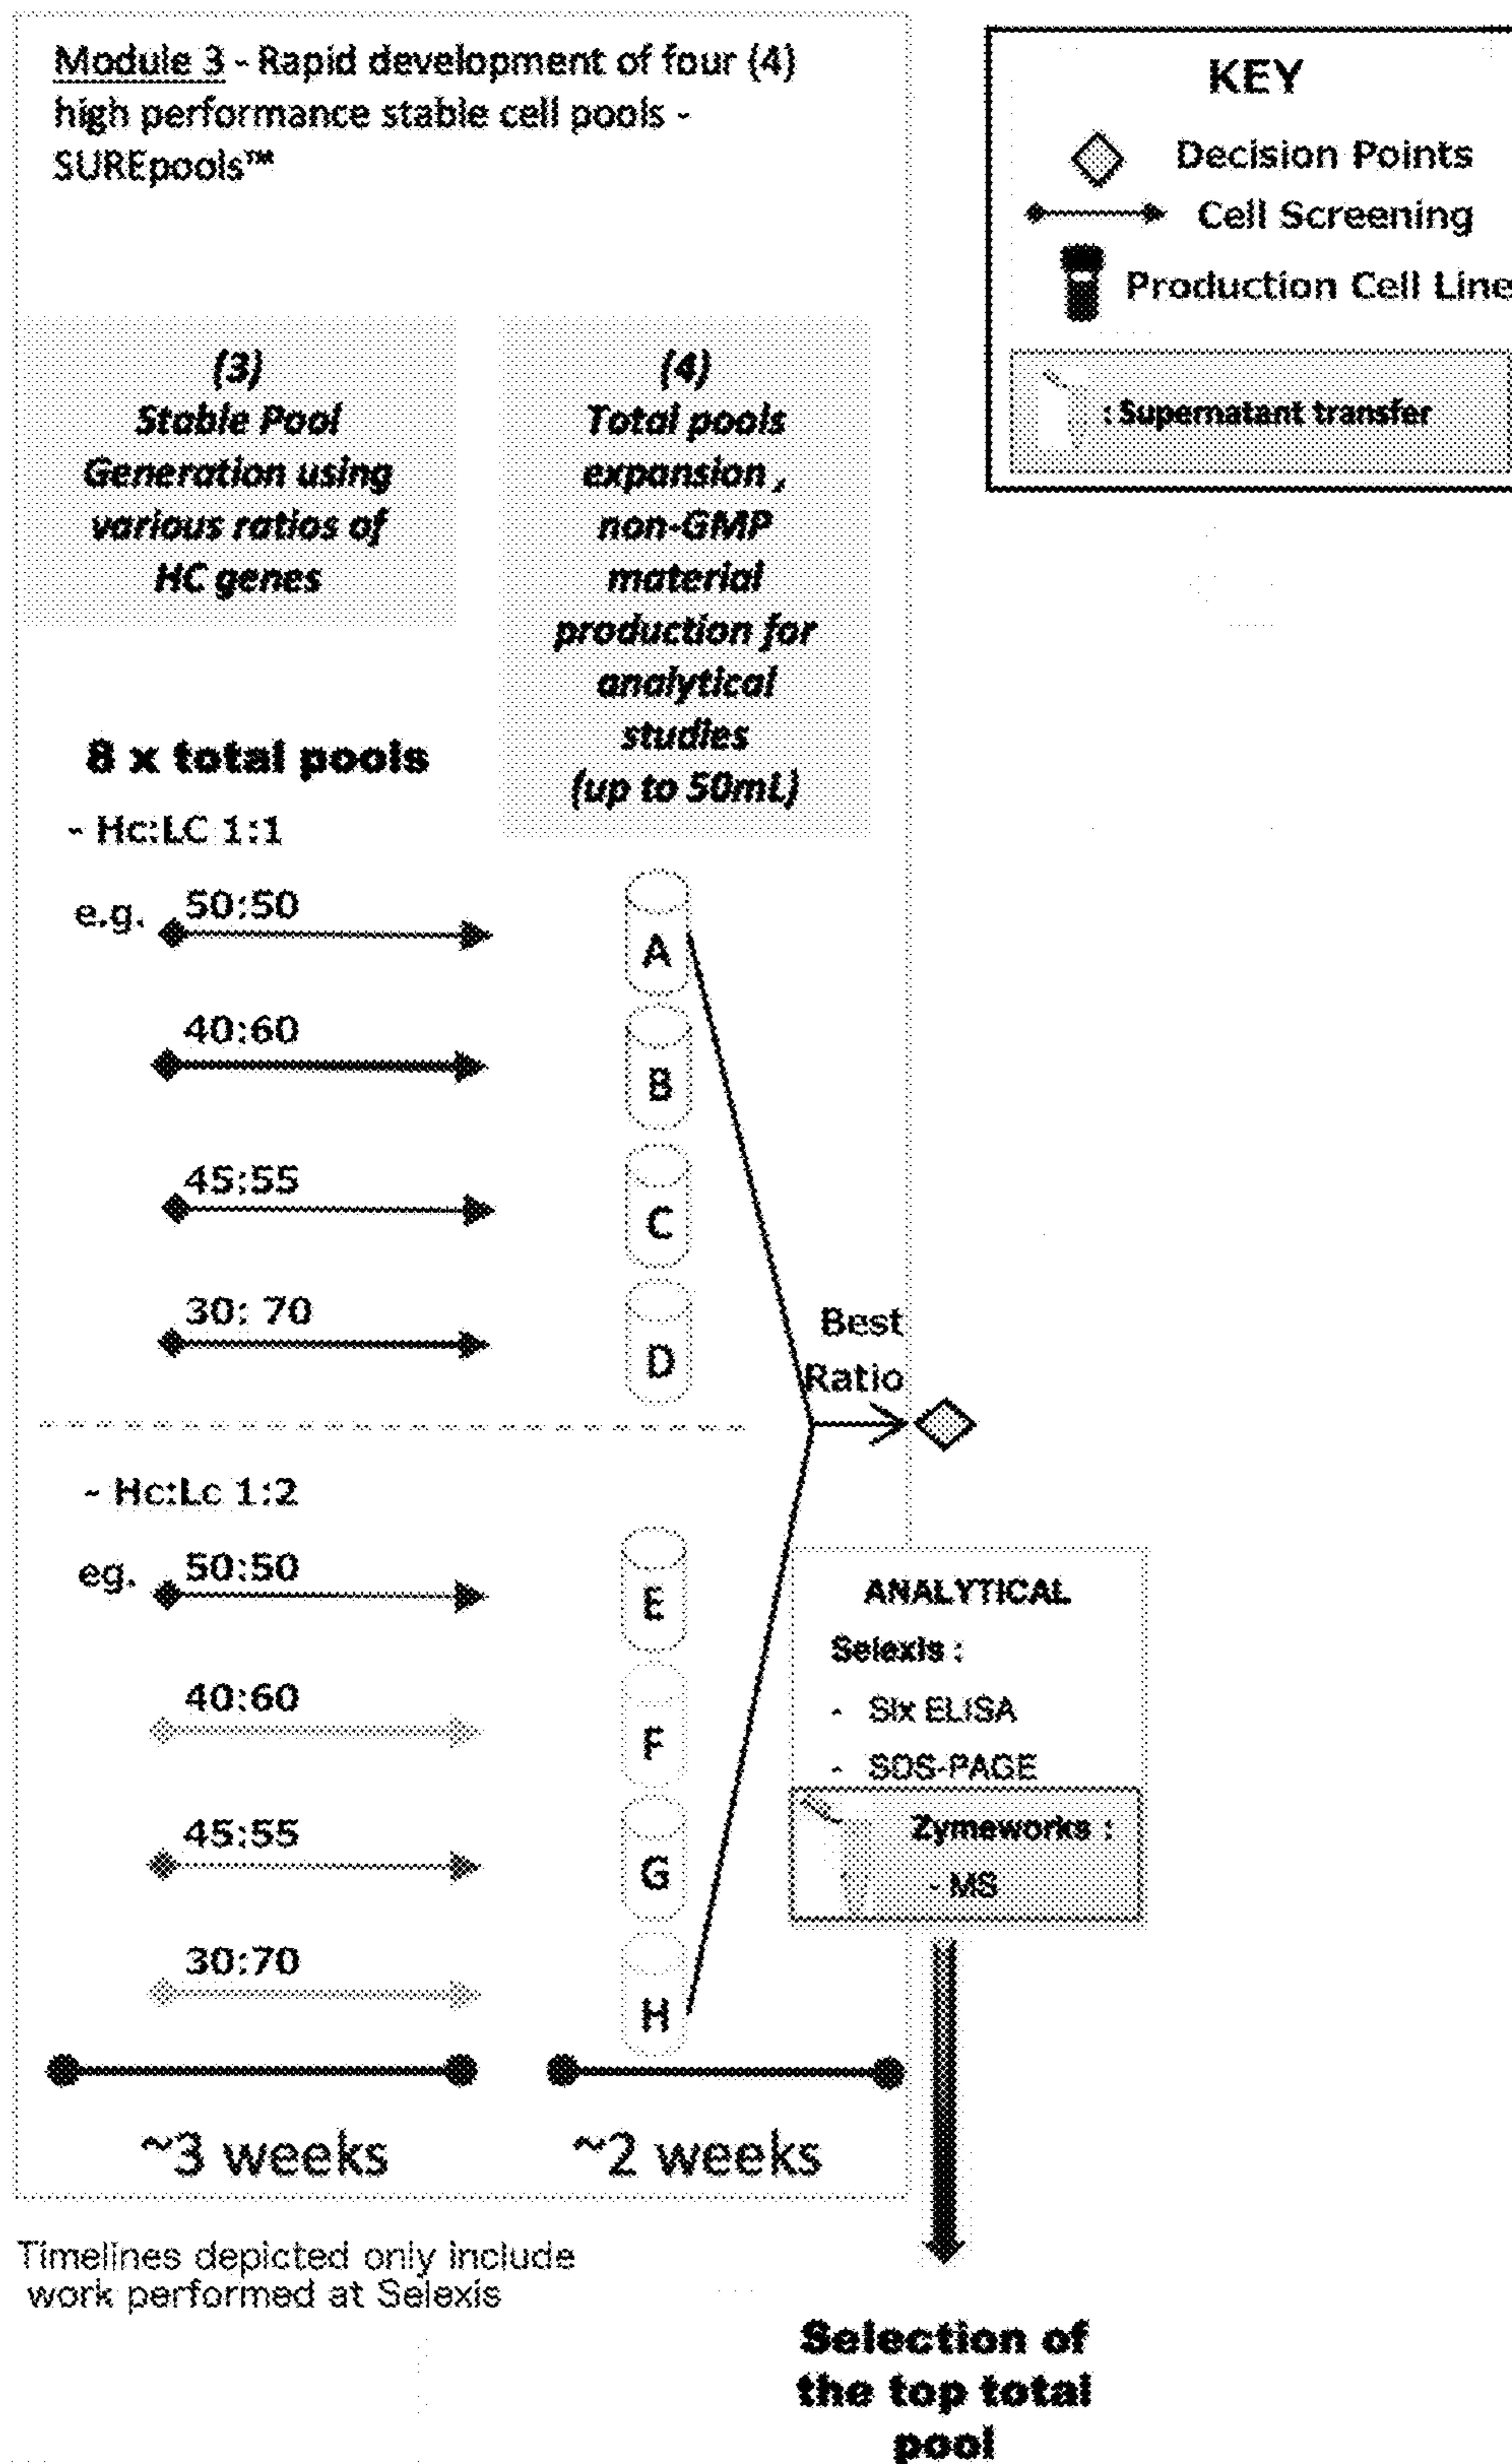 Module 3 - Rapid development of four (4)
high performance stable cell pools -
SUREpools™
KEY
Decision Points
Cell Screening
Production Cell Line
: Supernatant transfer
(3)
Stable Pool
Generation using
various ratios of
HC genes
(4)
Total pools
expansion ,
non-GMP
material
production for
analytical
studies
(up to 50mL)
8 x total pools
- Hc:LC 1:1
e.g. 50:50
A
40:60
B
45:55
C
30: 70
D
Best
Ratio
- Hc:Lc 1:2
eg. 50:50
E
40:60
F
45:55
G
30:70
H
ANALYTICAL
Selexis :
- Six ELISA
- SDS-PAGE
Zymeworks :
- MS
~3 weeks
~2 weeks
Timelines depicted only include
work performed at Selexis
Selection of
the top total
pool